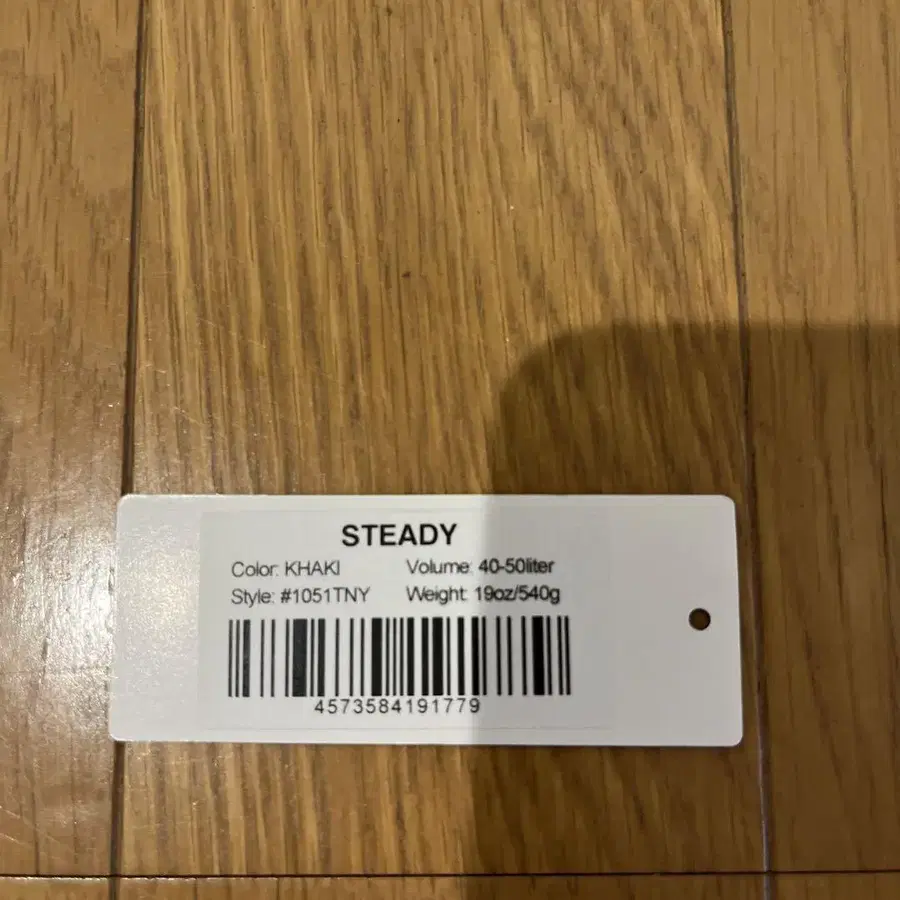 STEADY
Color: KHAKI Volume: 40-50liter
Style: #1051TNY Weight: 19oz/540g
4573584191779